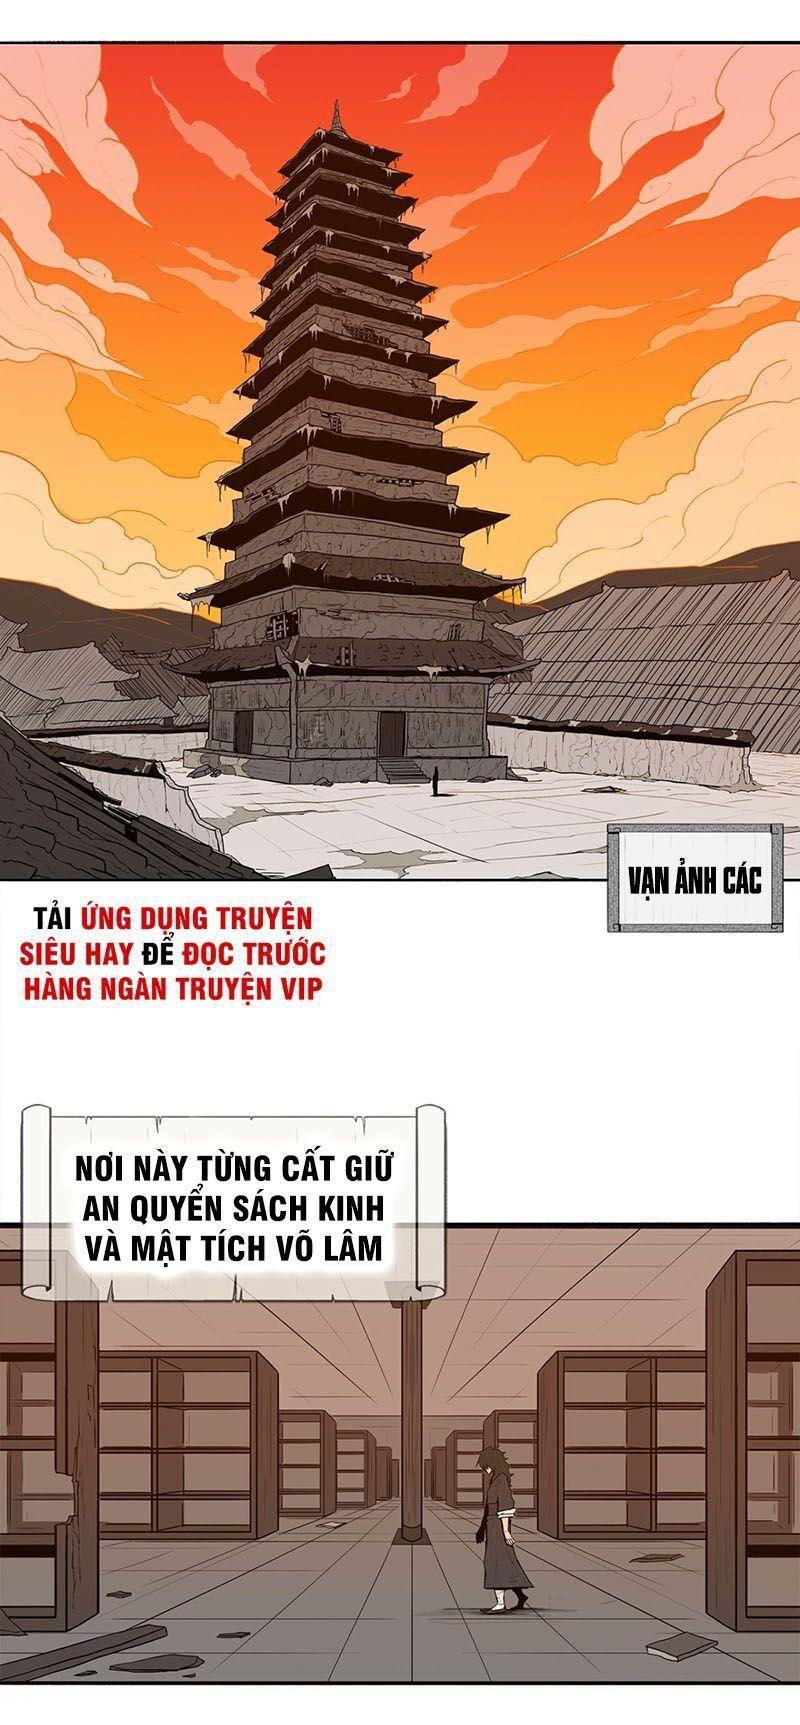 VẠN ẢNH CÁC
TẢI ỨNG DỤNG TRUYỆN
SIÊU HAY ĐỂ ĐỌC TRƯỚC
HÀNG NGÀN TRUYỆN VIP
NƠI NÀY TỪNG CẤT GIỮ
AN QUYỂN SÁCH KINH
VÀ MẬT TÍCH VÕ LÂM